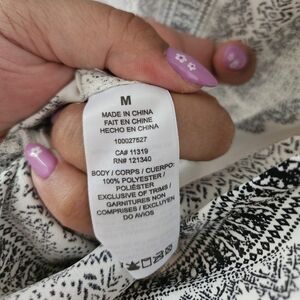 M
MADE IN CHINA
FAIT EN CHINE
HECHO EN CHINA
100027527
CA# 11319
RN# 121340
BODY / CORPS / CUERPO:
100% POLYESTER /
POLIÉSTER
EXCLUSIVE OF TRIMS /
GARNITURES NON
COMPRISES / EXCLUYEN
DO AVIOS